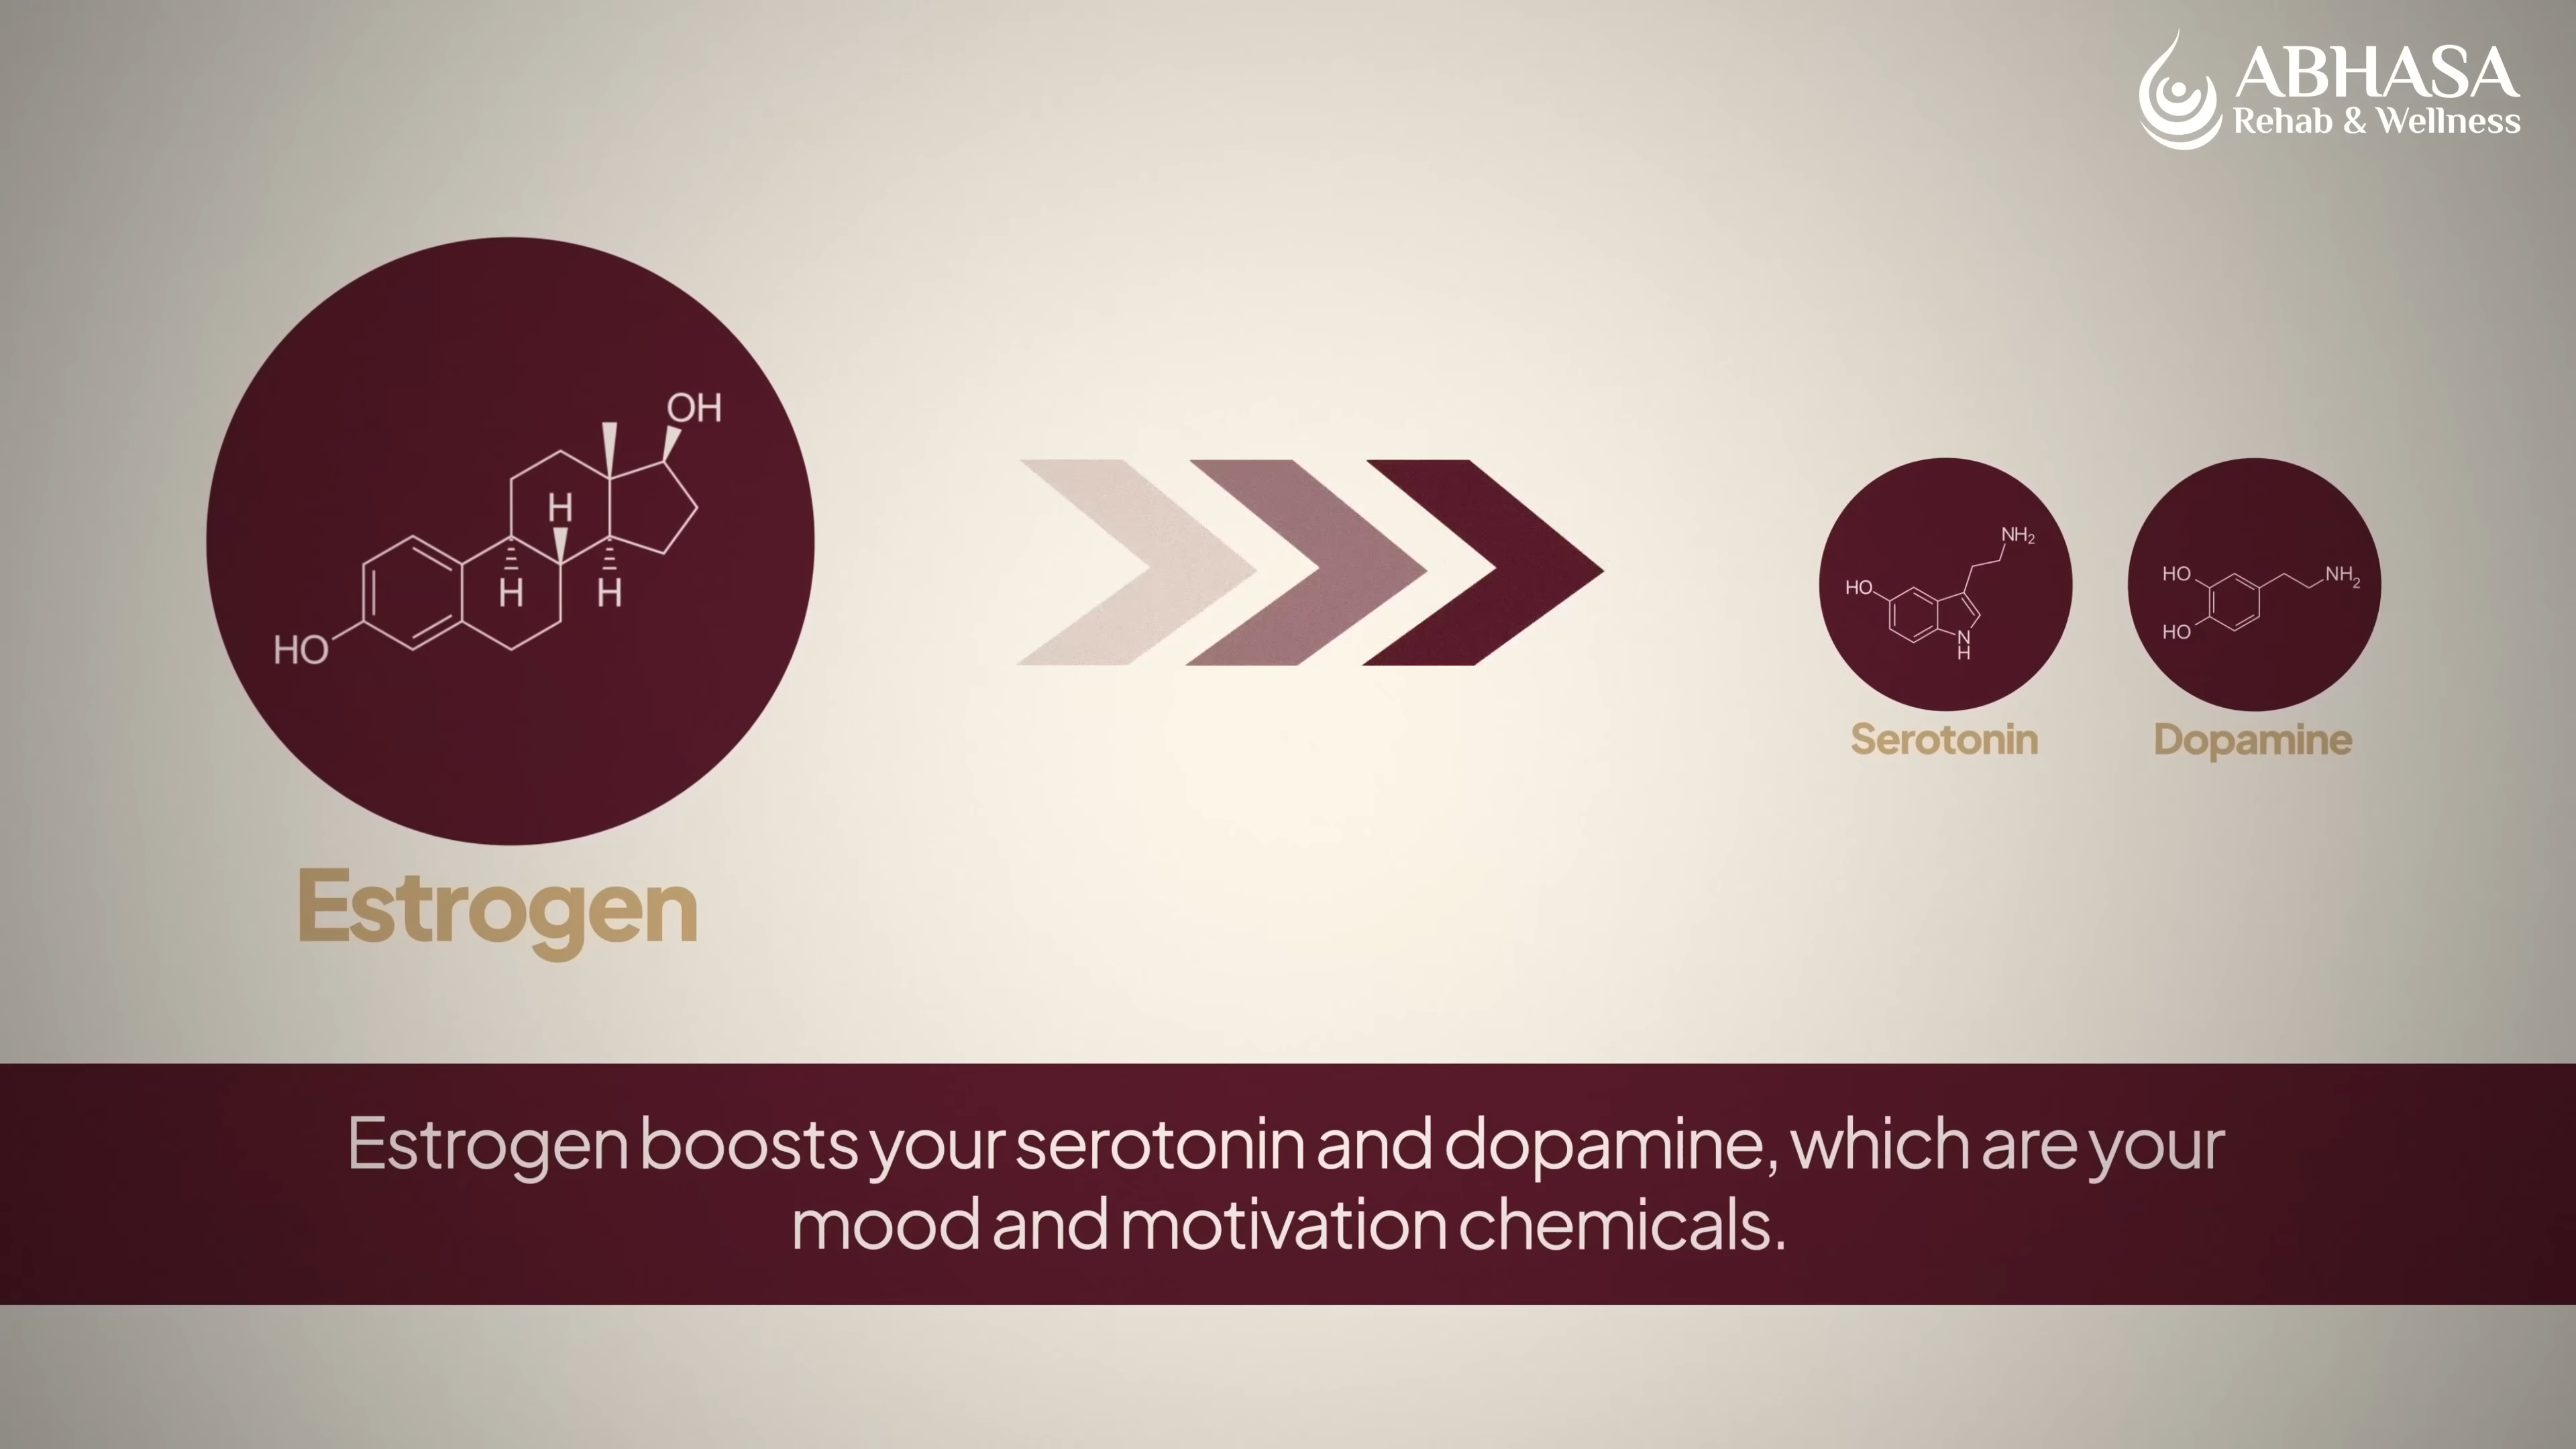 ABHASA
Rehab & Wellness
OH
H
H
H
HO
Estrogen
NH2
HO
N
H
Serotonin
HO
NH2
HO
Dopamine
Estrogen boosts your serotonin and dopamine, which are your
mood and motivation chemicals.